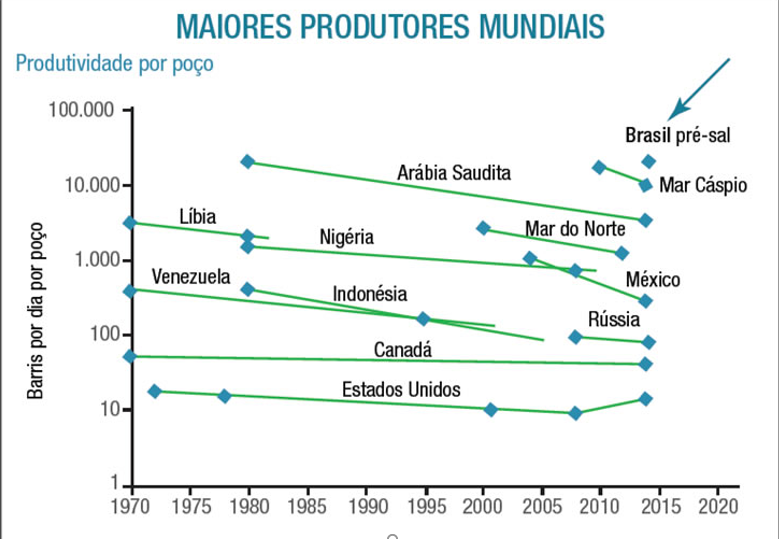 MAIORES PRODUTORES MUNDIAIS
Produtividade por poço
100.000
10.000
1.000
100
10
1
Barris por dia por poço
Brasil pré-sal
Arábia Saudita
Mar Cáspio
Líbia
Nigéria
Mar do Norte
Venezuela
Indonésia
México
Rússia
Canadá
Estados Unidos
1970 1975 1980 1985 1990 1995 2000 2005 2010 2015 2020